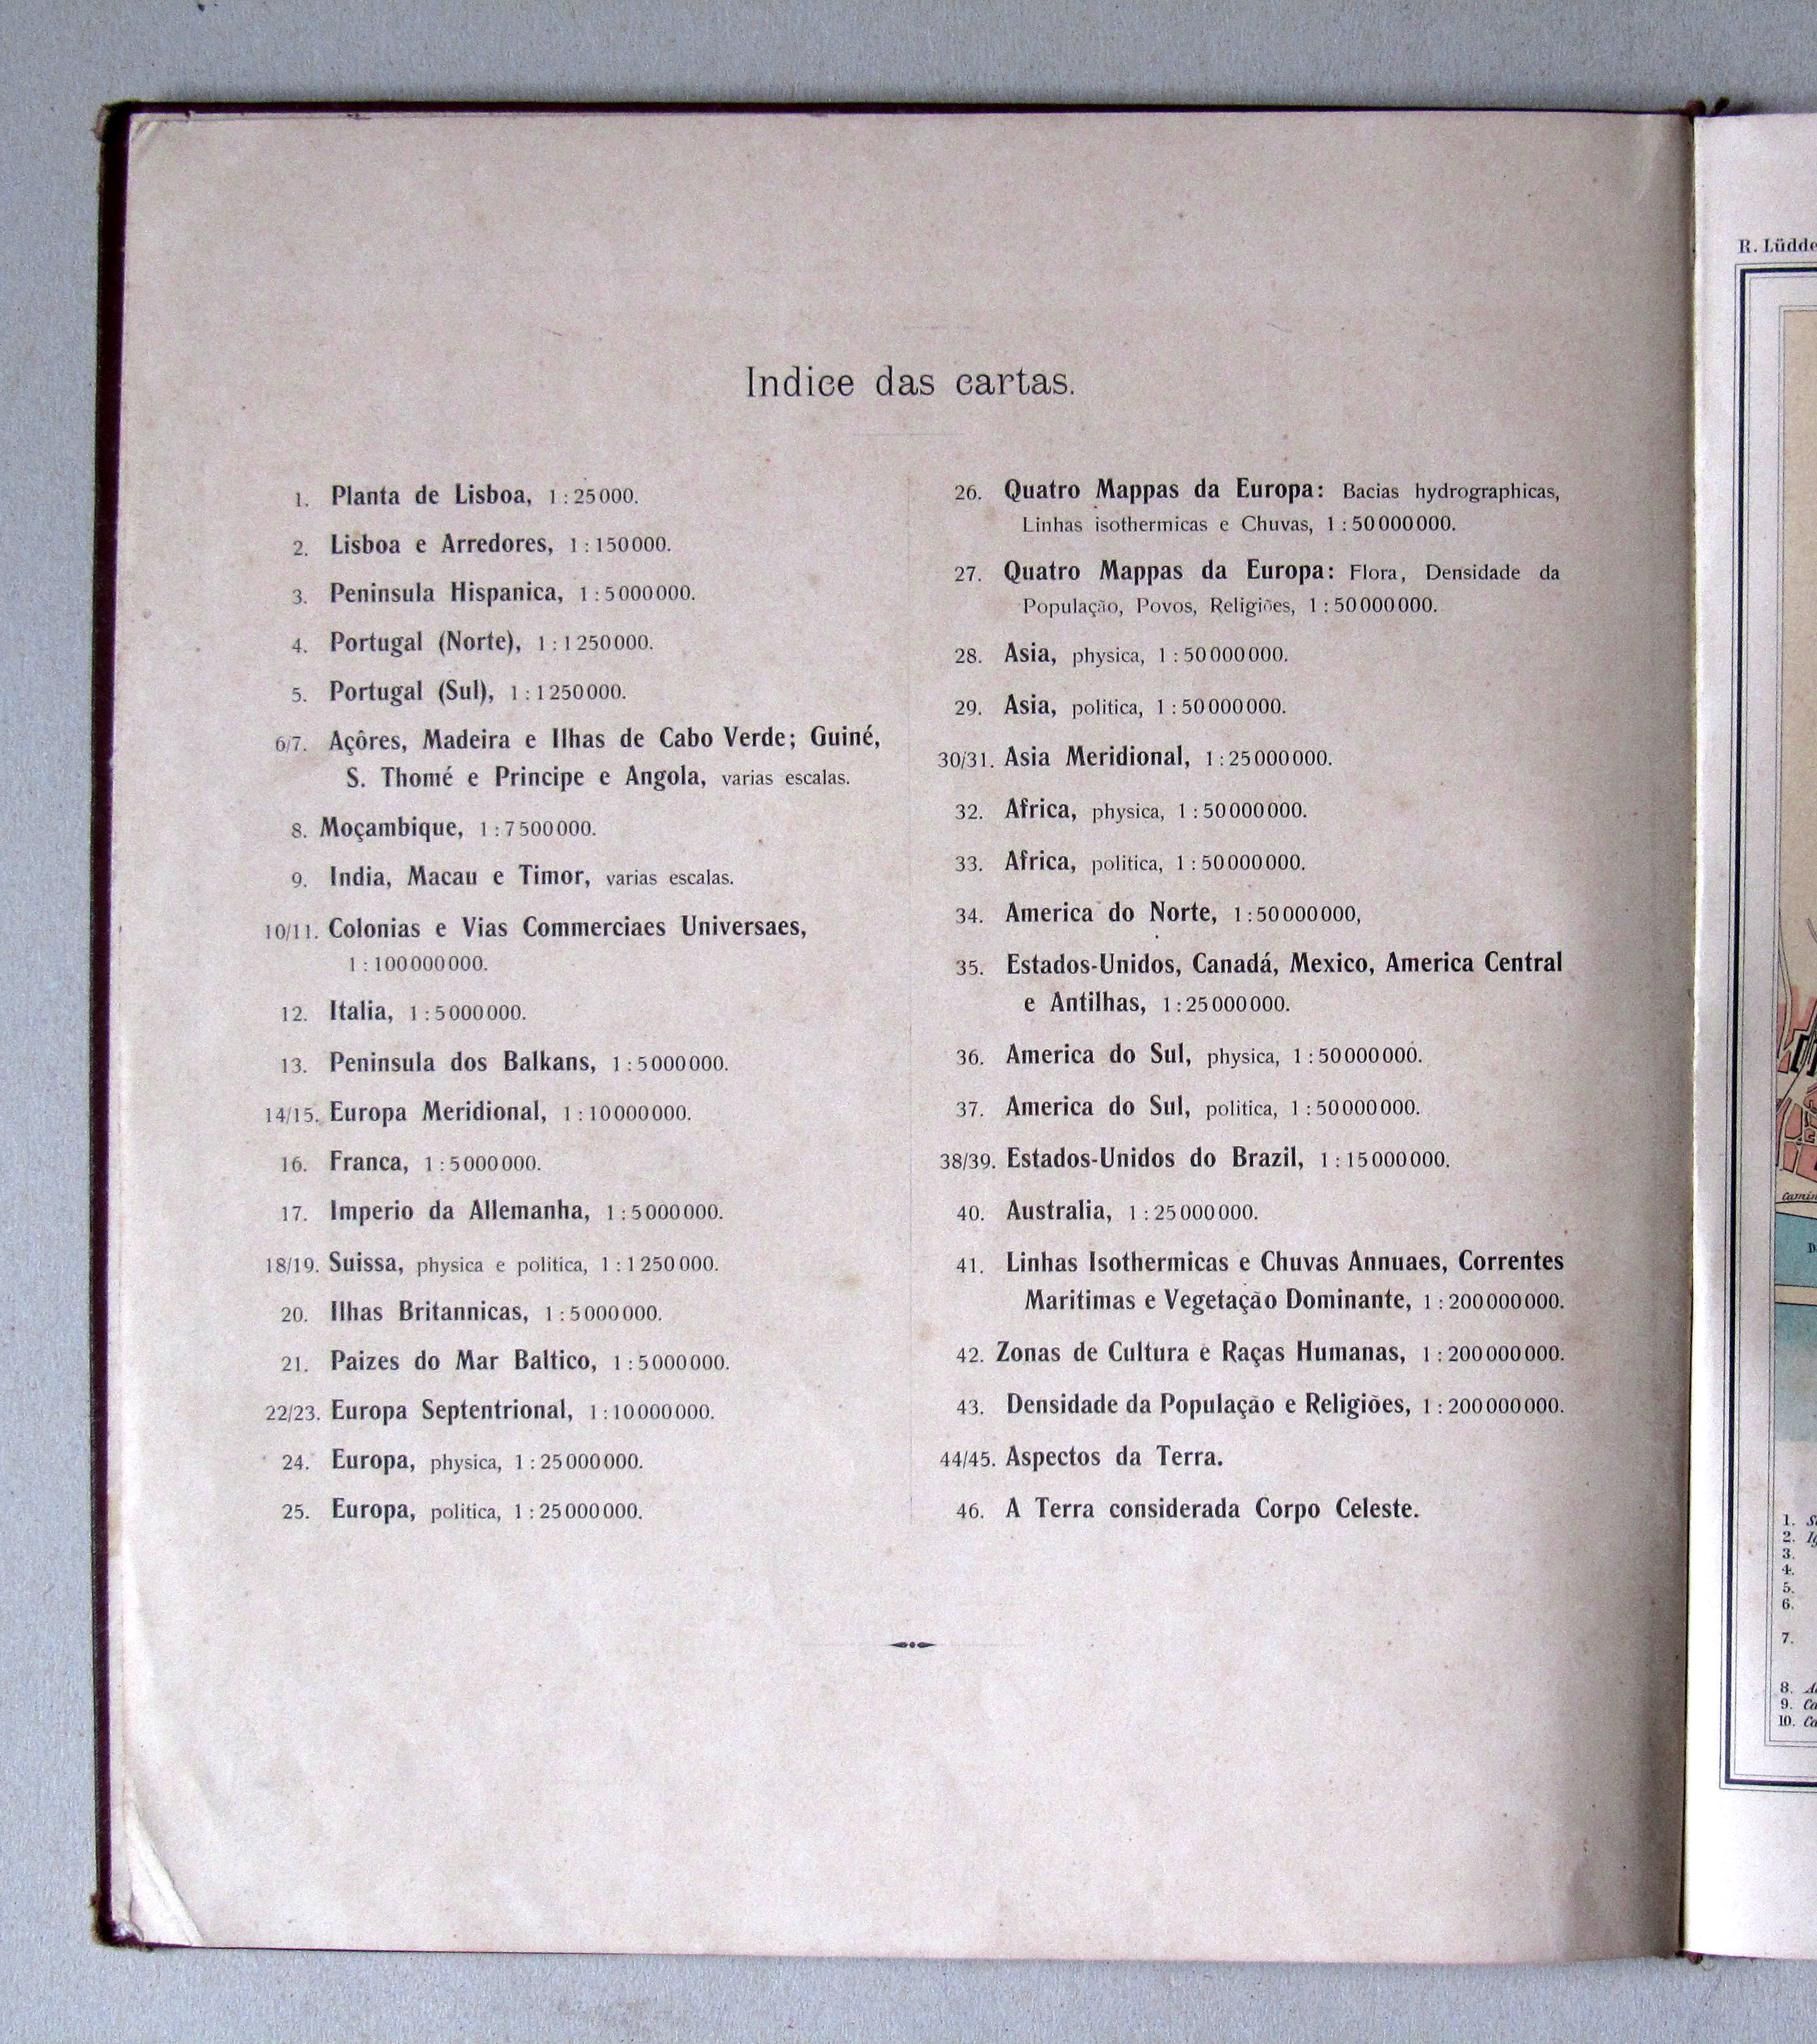 Indice das cartas.
1. Planta de Lisboa, 1:25000.
2. Lisboa e Arredores, 1:150000.
3. Peninsula Hispanica, 1:5000000.
4. Portugal (Norte), 1:1250000.
5. Portugal (Sul), 1:1250000.
6/7. Açôres, Madeira e Ilhas de Cabo Verde; Guiné,
S. Thomé e Principe e Angola, varias escalas.
8. Moçambique, 1:7500000.
9. India, Macau e Timor, varias escalas.
10/11. Colonias e Vias Commerciaes Universaes,
1:100000000.
12. Italia, 1:5000000.
13. Peninsula dos Balkans, 1:5000000.
14/15. Europa Meridional, 1:10000000.
16. Franca, 1:5000000.
17. Imperio da Allemanha, 1:5000000.
18/19. Suissa, physica e politica, 1:1250000.
20. Ilhas Britannicas, 1:5000000.
21. Paizes do Mar Baltico, 1:5000000.
22/23. Europa Septentrional, 1:10000000.
24. Europa, physica, 1:25000000.
25. Europa, politica, 1:25000000.
26. Quatro Mappas da Europa: Bacias hydrographicas,
Linhas isothermicas e Chuvas, 1:50000000.
27. Quatro Mappas da Europa: Flora, Densidade da
População, Povos, Religiões, 1:50000000.
28. Asia, physica, 1:50000000.
29. Asia, politica, 1:50000000.
30/31. Asia Meridional, 1:25000000.
32. Africa, physica, 1:50000000.
33. Africa, politica, 1:50000000.
34. America do Norte, 1:50000000,
35. Estados-Unidos, Canadá, Mexico, America Central
e Antilhas, 1:25000000.
36. America do Sul, physica, 1:50000000.
37. America do Sul, politica, 1:50000000.
38/39. Estados-Unidos do Brazil, 1:15000000.
40. Australia, 1:25000000.
41. Linhas Isothermicas e Chuvas Annuaes, Correntes
Maritimas e Vegetação Dominante, 1:200000000.
42. Zonas de Cultura e Raças Humanas, 1:200000000.
43. Densidade da População e Religiões, 1:200000000.
44/45. Aspectos da Terra.
46. A Terra considerada Corpo Celeste.
R. Lüdde
1.
2.
3.
4.
5.
6.
7.
8.
9.
10.